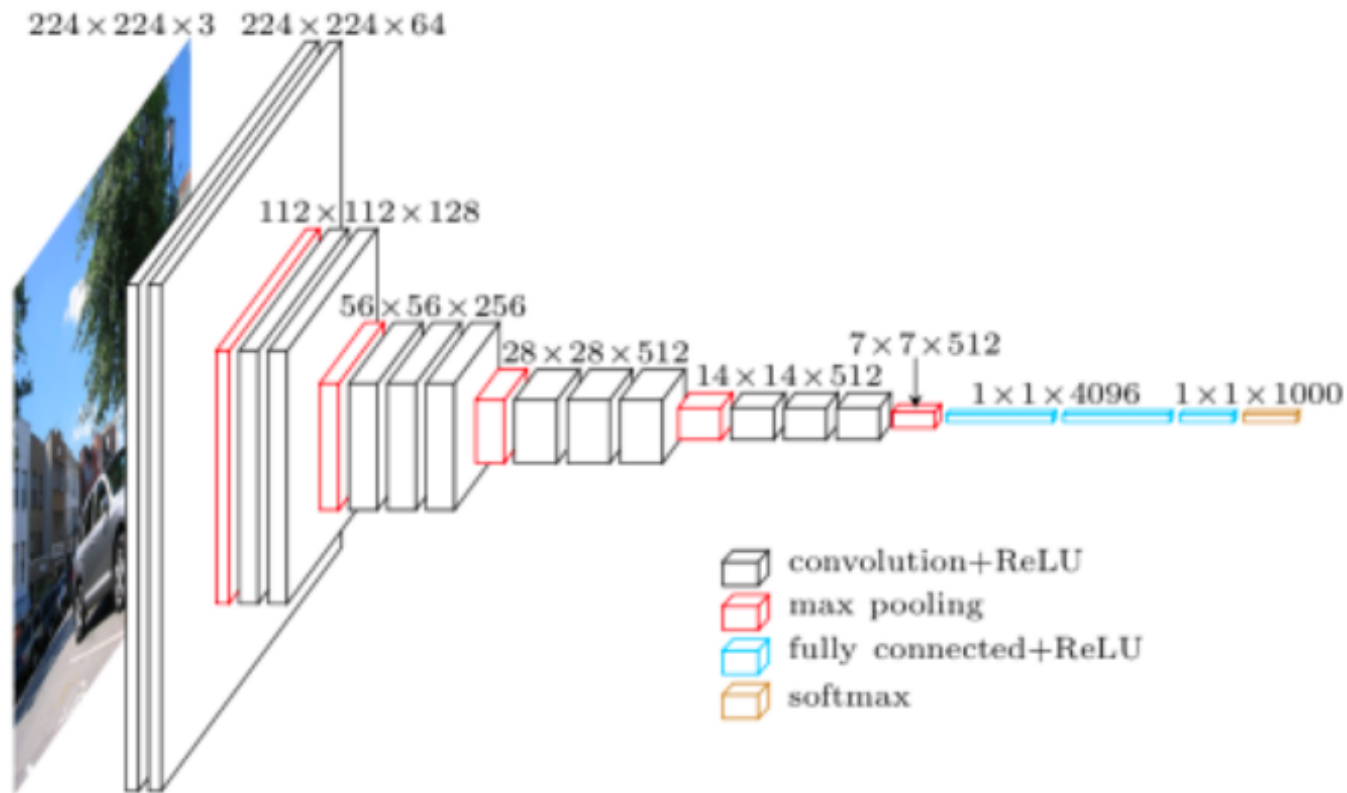 224×224×3
224×224×64
112×112×128
56×56×256
28×28×512
14×14×512
7×7×512
1×1×4096
1×1×1000
convolution+ReLU
max pooling
fully connected+ReLU
softmax